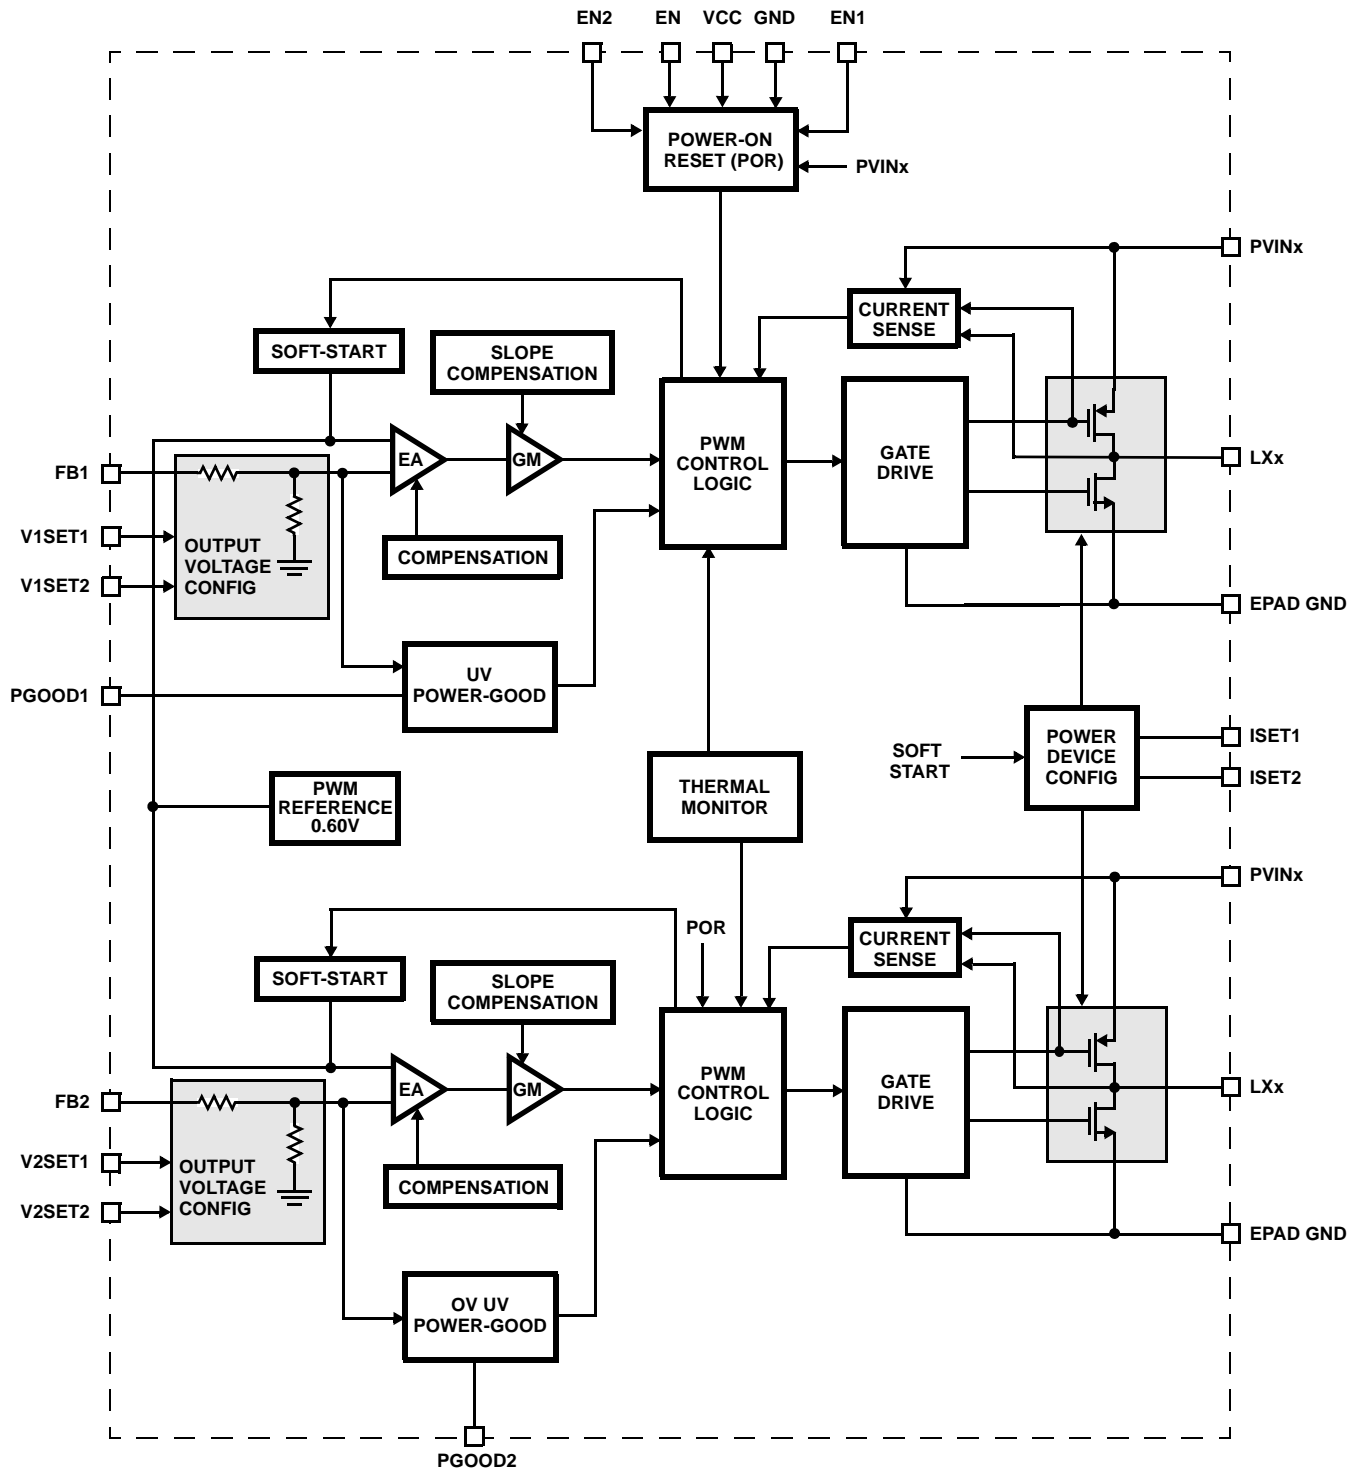 EN2 EN VCC GND EN1
POWER-ON
RESET (POR)
PVINx
PVINx
CURRENT
SENSE
SOFT-START
SLOPE
COMPENSATION
PWM
CONTROL
LOGIC
GATE
DRIVE
EA
GM
FB1
LXx
V1SET1
V1SET2
OUTPUT
VOLTAGE
CONFIG
COMPENSATION
EPAD GND
UV
POWER-GOOD
PGOOD1
SOFT
START
POWER
DEVICE
CONFIG
ISET1
ISET2
PWM
REFERENCE
0.60V
THERMAL
MONITOR
PVINx
POR
CURRENT
SENSE
SOFT-START
SLOPE
COMPENSATION
PWM
CONTROL
LOGIC
GATE
DRIVE
EA
GM
FB2
LXx
V2SET1
V2SET2
OUTPUT
VOLTAGE
CONFIG
COMPENSATION
EPAD GND
OV UV
POWER-GOOD
PGOOD2